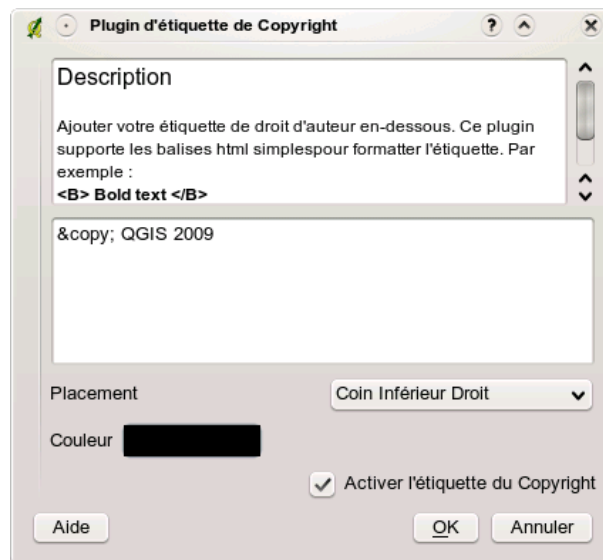 Plugin d'étiquette de Copyright
Description
Ajouter votre étiquette de droit d'auteur en-dessous. Ce plugin
supporte les balises html simplespour formatter l'étiquette. Par
exemple :
<B> Bold text </B>
&copy; QGIS 2009
Placement
Coin Inférieur Droit
Couleur
Activer l'étiquette du Copyright
Aide
OK
Annuler